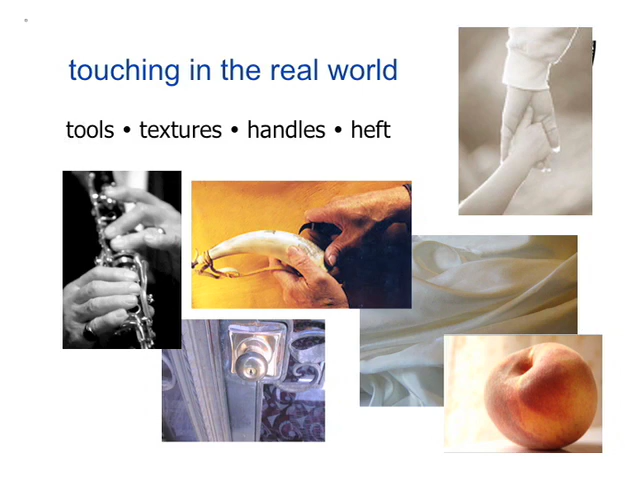 touching in the real world
tools • textures • handles • heft